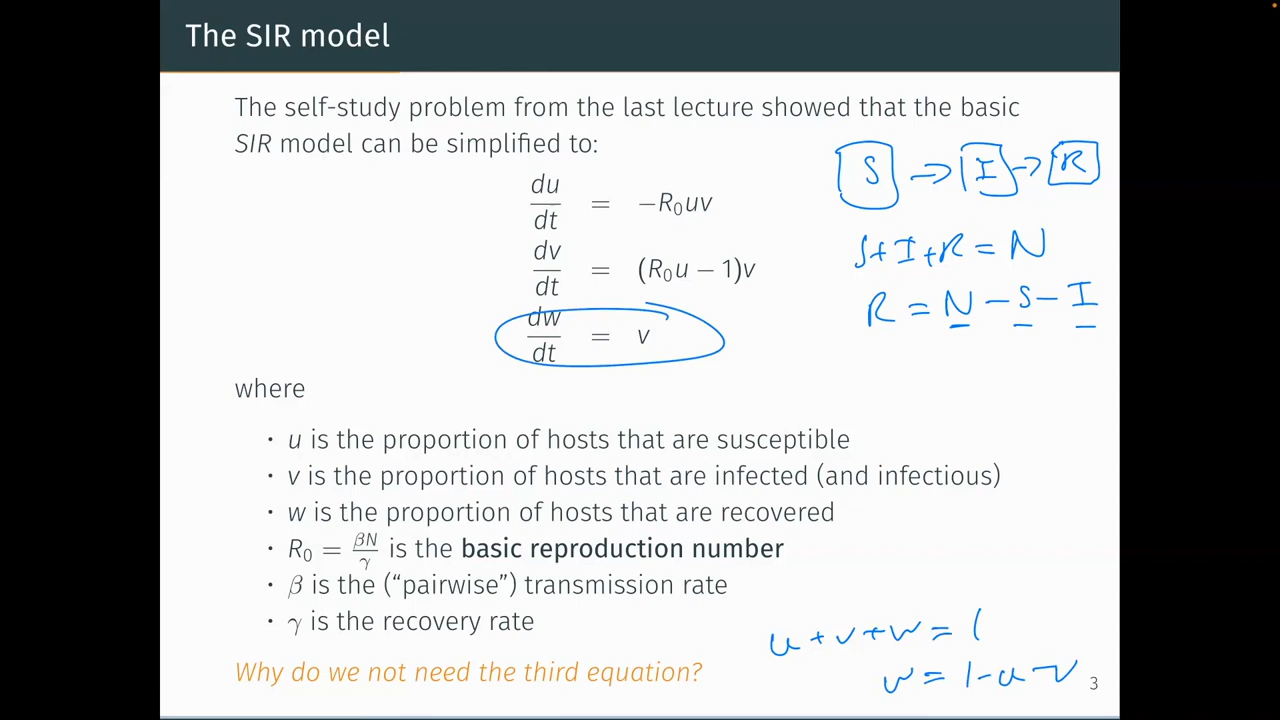 The SIR model
The self-study problem from the last lecture showed that the basic
SIR model can be simplified to:
du/dt = −R₀uv
dv/dt = (R₀u − 1)v
dw/dt = v
S → I → R
S + I + R = N
R = N − S − I
where
• u is the proportion of hosts that are susceptible
• v is the proportion of hosts that are infected (and infectious)
• w is the proportion of hosts that are recovered
• R₀ = βN/γ is the basic reproduction number
• β is the (“pairwise”) transmission rate
• γ is the recovery rate
u + v + w = 1
Why do we not need the third equation?
w = 1 − u − v
3